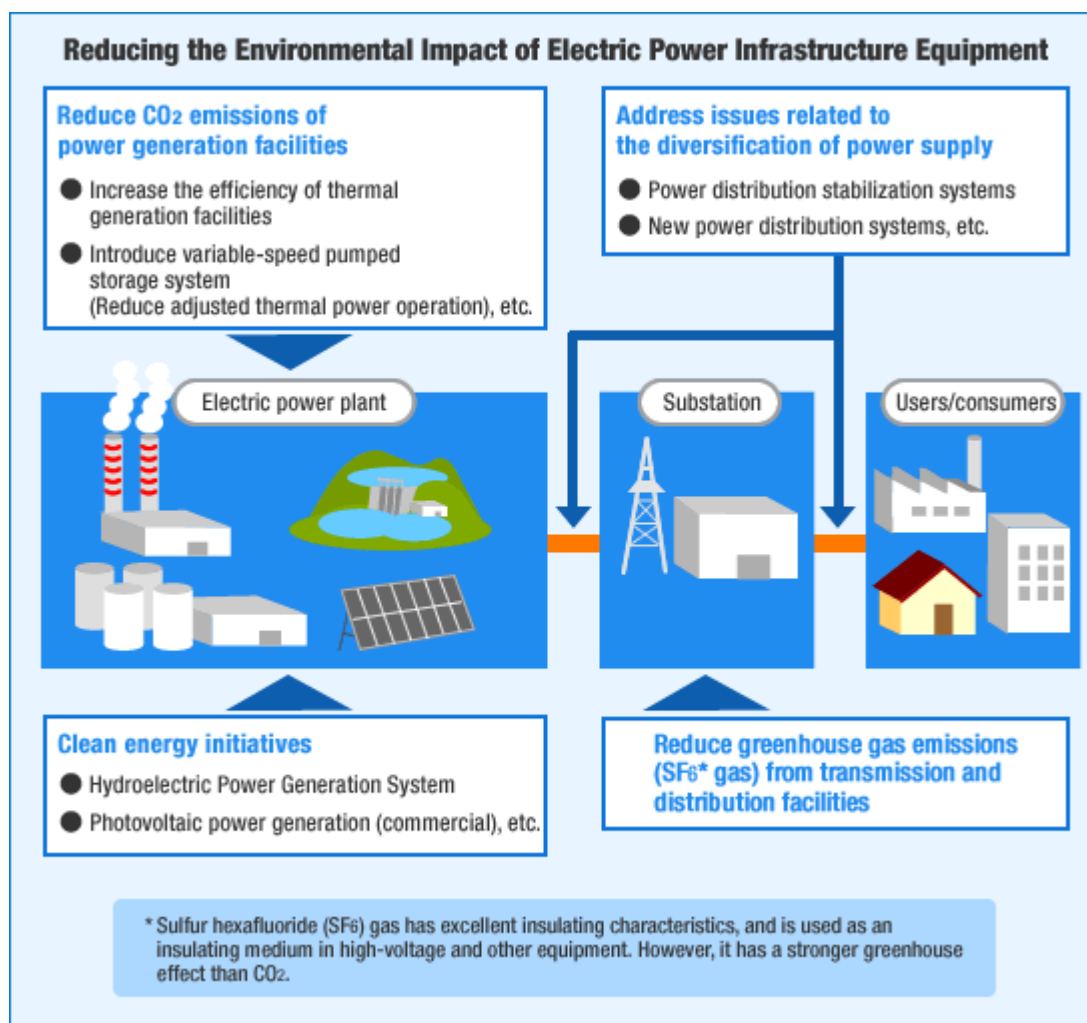 Reducing the Environmental Impact of Electric Power Infrastructure Equipment
Reduce CO2 emissions of
power generation facilities
● Increase the efficiency of thermal
generation facilities
● Introduce variable-speed pumped
storage system
(Reduce adjusted thermal power operation), etc.
Address issues related to
the diversification of power supply
● Power distribution stabilization systems
● New power distribution systems, etc.
Electric power plant
Substation
Users/consumers
Clean energy initiatives
● Hydroelectric Power Generation System
● Photovoltaic power generation (commercial), etc.
Reduce greenhouse gas emissions
(SF6* gas) from transmission and
distribution facilities
* Sulfur hexafluoride (SF6) gas has excellent insulating characteristics, and is used as an
insulating medium in high-voltage and other equipment. However, it has a stronger greenhouse
effect than CO2.